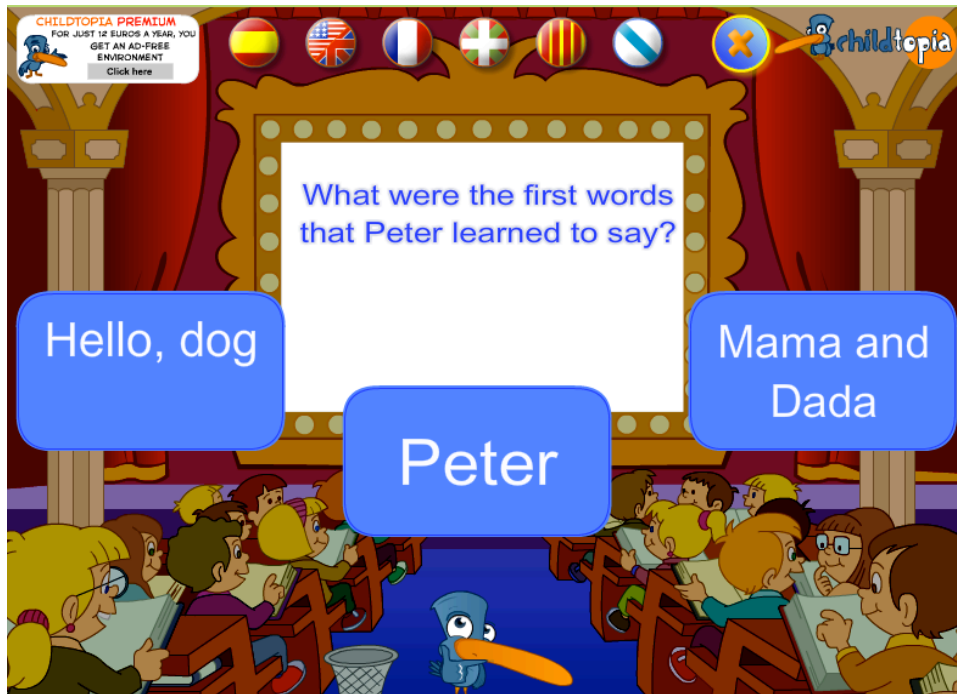 CHILDTOPIA PREMIUM
FOR JUST 12 EUROS A YEAR, YOU
GET AN AD-FREE
ENVIRONMENT
Click here
childtopia
What were the first words
that Peter learned to say?
Hello, dog
Mama and
Dada
Peter